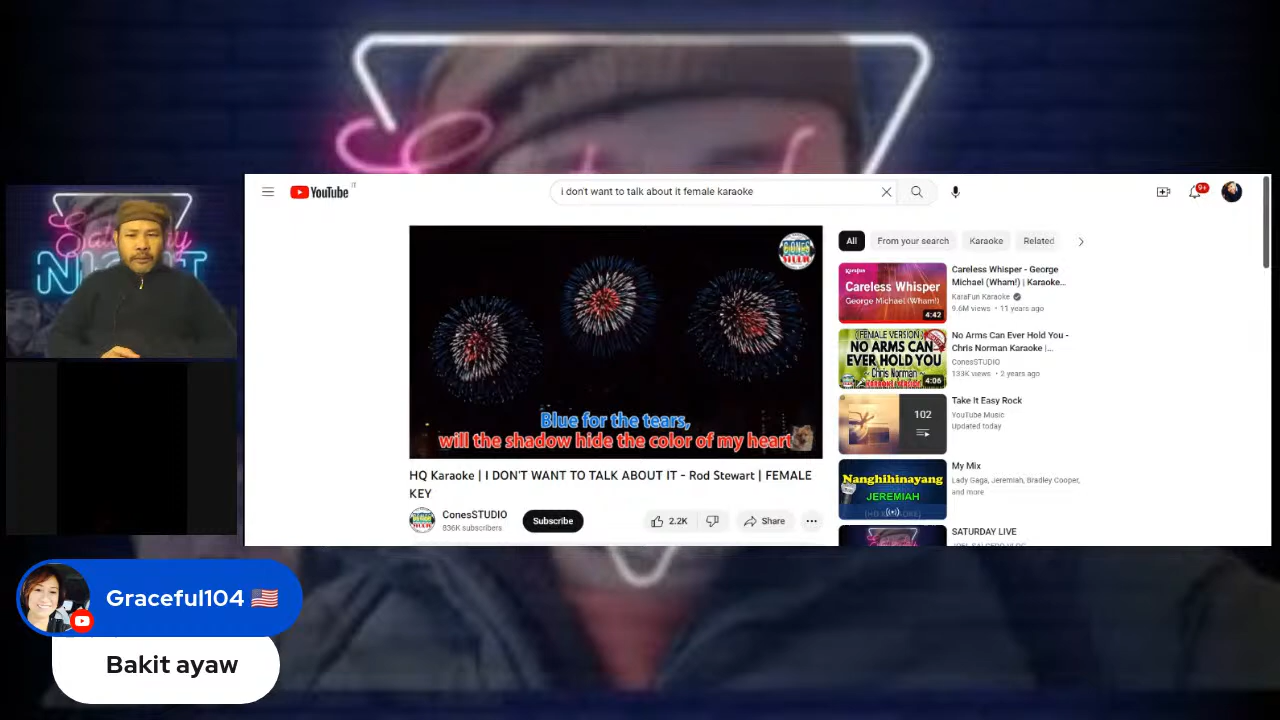 YouTube IT
i don't want to talk about it female karaoke
9+
Blue for the tears,
will the shadow hide the color of my heart
HQ Karaoke | I DON'T WANT TO TALK ABOUT IT - Rod Stewart | FEMALE
KEY
ConesSTUDIO
836K subscribers
Subscribe
2.2K
Share
All
From your search
Karaoke
Related
Careless Whisper
George Michael (Wham!)
4:42
Careless Whisper - George
Michael (Wham!) | Karaoke...
KaraFun Karaoke
9.6M views • 11 years ago
(FEMALE VERSION)
NO ARMS CAN
EVER HOLD YOU
~ Chris Norman ~
4:06
No Arms Can Ever Hold You -
Chris Norman Karaoke |...
ConesSTUDIO
133K views • 2 years ago
102
Take It Easy Rock
YouTube Music
Updated today
Nanghihinayang
JEREMIAH
My Mix
Lady Gaga, Jeremiah, Bradley Cooper,
and more
SATURDAY LIVE
NIGHT
Graceful104
Bakit ayaw